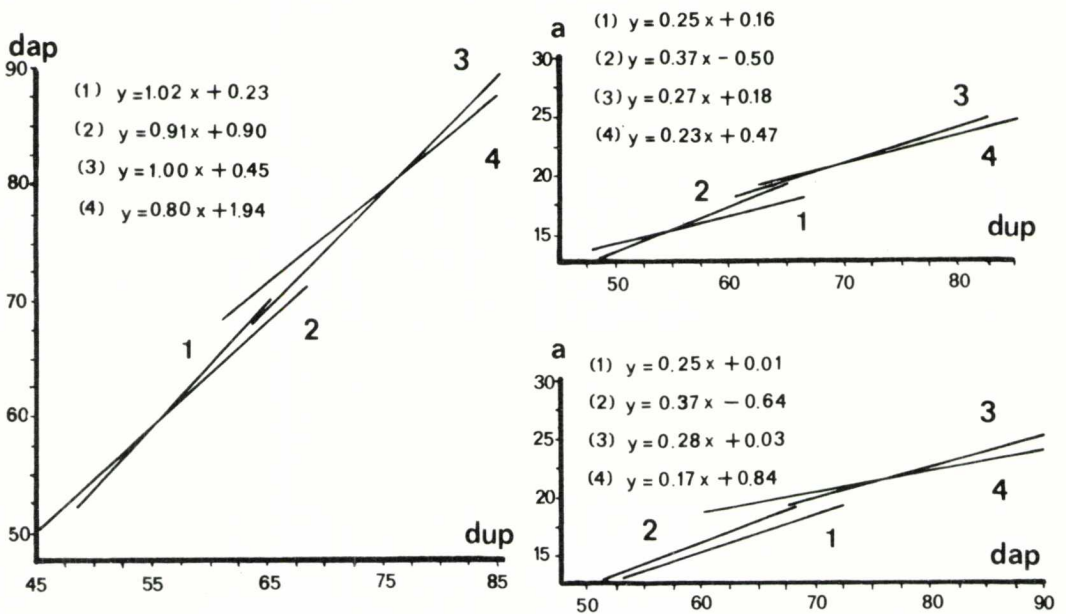 dap
90
80
70
60
50
(1) y=1.02 x + 0.23
(2) y=0.91x + 0.90
(3) y=1.00 x + 0.45
(4) y=0.80 x+1.94
3
4
1
2
dup
45 55 65 75 85
a
30
25
20
15
(1) y=0.25 x + 0.16
(2) y=0.37 x - 0.50
(3) y=0.27 x + 0.18
(4) y=0.23x + 0.47
3
4
2
1
dup
50 60 70 80
a
30
25
20
15
(1) y=0.25 x + 0.01
(2) y=0.37 x - 0.64
(3) y=0.28 x + 0.03
(4) y=0.17 x + 0.84
3
4
2
1
dap
50 60 70 80 90